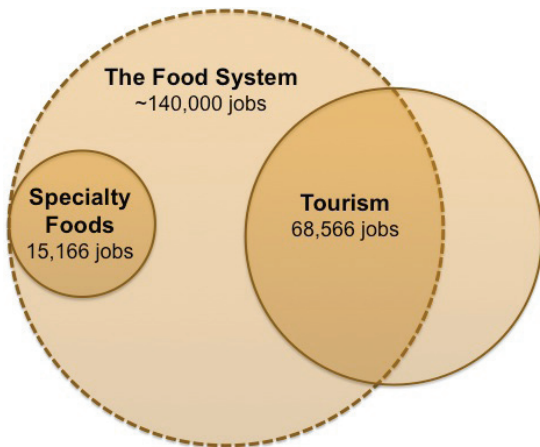 The Food System
~140,000 jobs
Specialty
Foods
15,166 jobs
Tourism
68,566 jobs